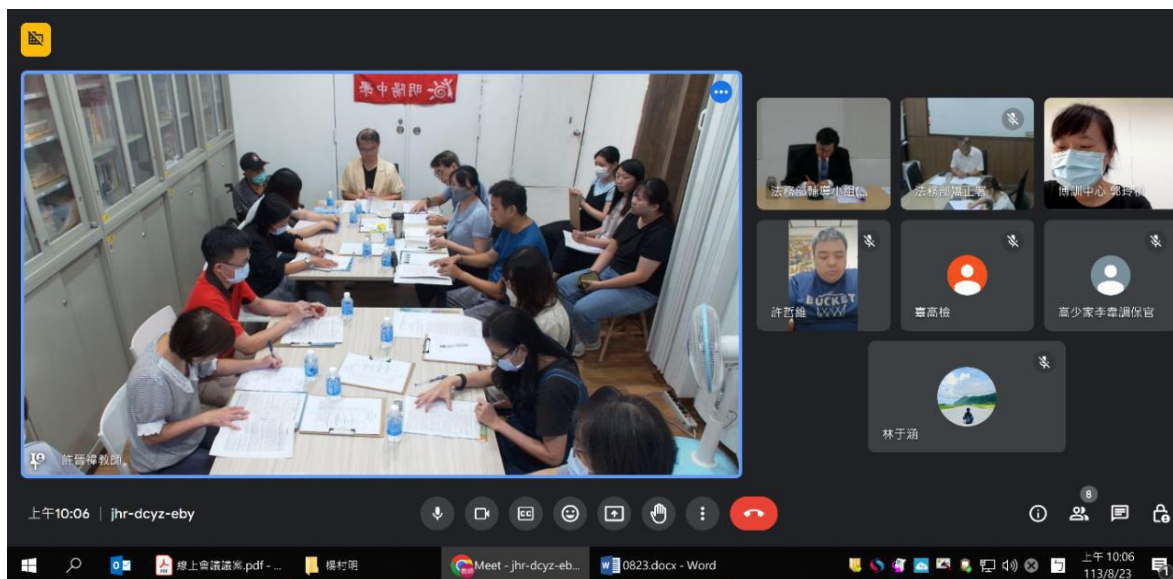 明陽中學
許晉禕教師
法務部輔導小組(...
法務部矯正署
許哲維
BUCKET
臺高檢
高少家李韋調保官
林于涵
上午10:06 | jhr-dcyz-eby
CC
8
線上會議議案.pdf - ...
楊村明
Meet - jhr-dcyz-eb...
0823.docx - Word
上午 10:06
113/8/23